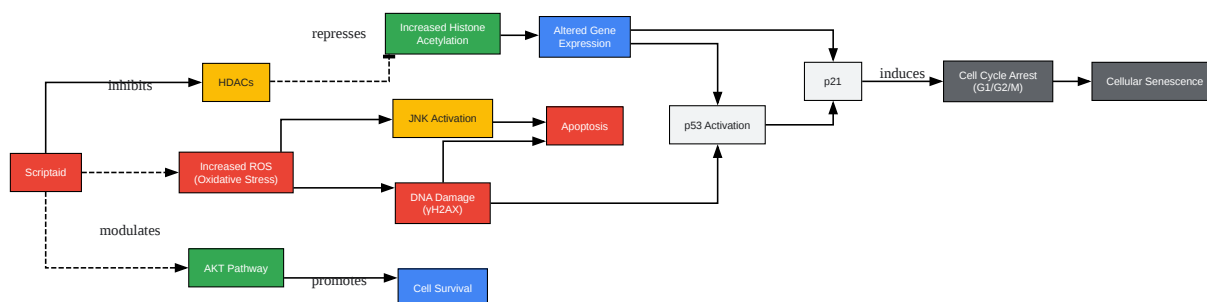 represses
Increased Histone
Acetylation
Altered Gene
Expression
inhibits
HDACs
p21
induces
Cell Cycle Arrest
(G1/G2/M)
Cellular Senescence
JNK Activation
Apoptosis
p53 Activation
Scriptaid
Increased ROS
(Oxidative Stress)
DNA Damage
(γH2AX)
modulates
AKT Pathway
promotes
Cell Survival